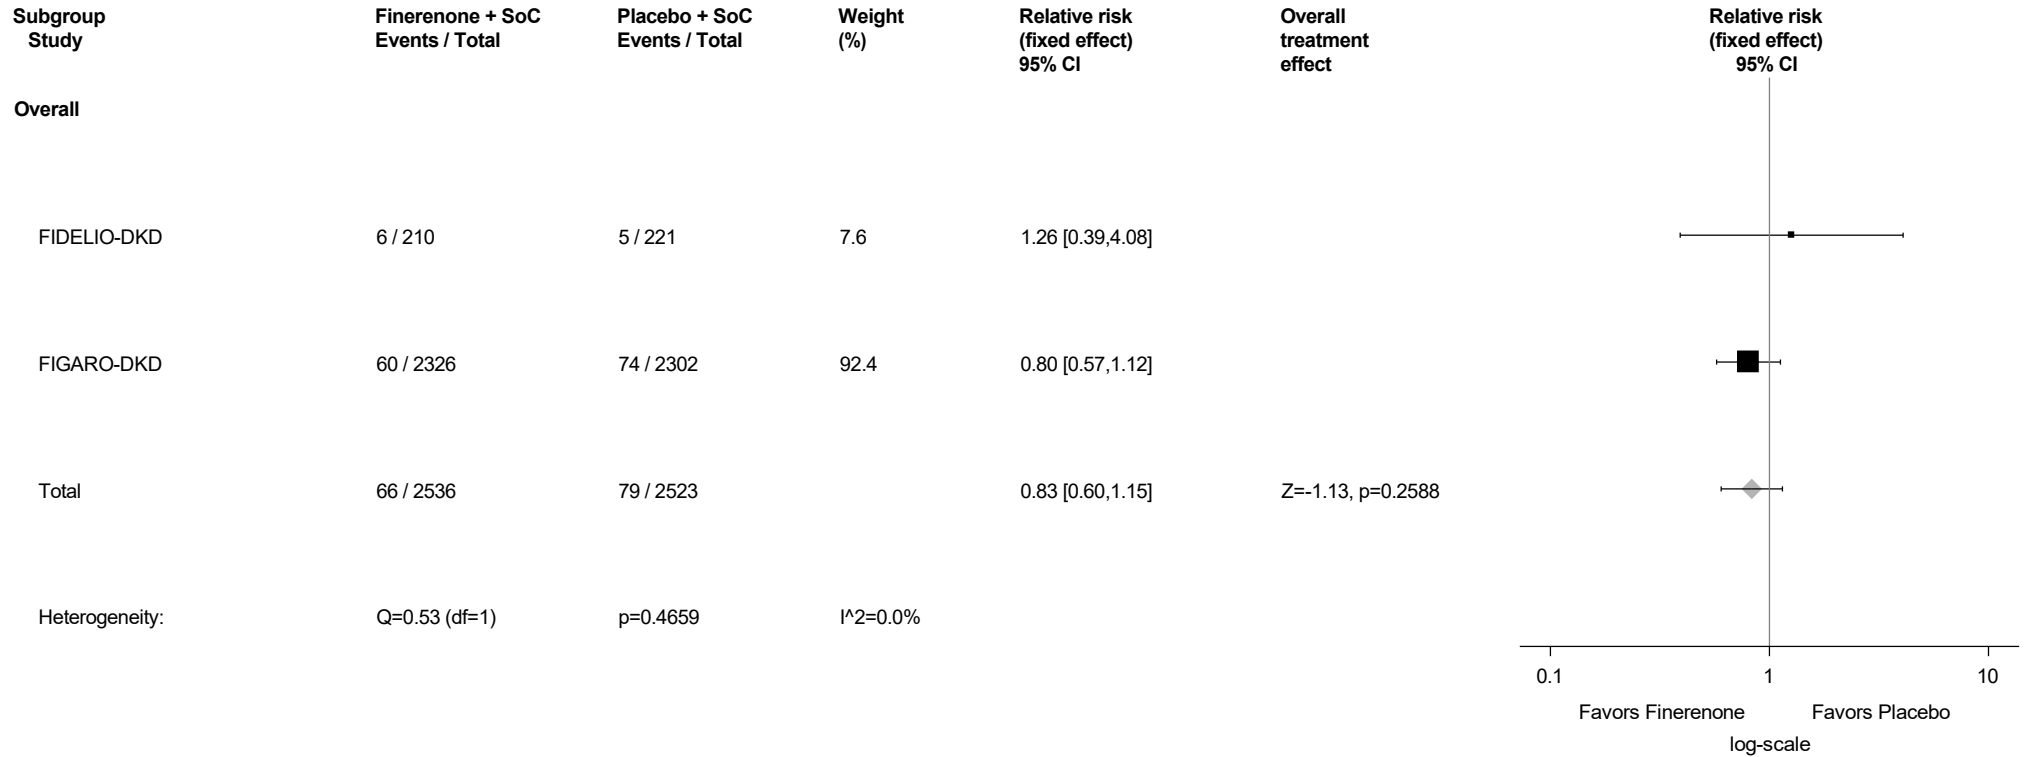 Subgroup Finerenone + SoC Placebo + SoC Weight Relative risk Overall Relative risk
Study Events / Total Events / Total (%) (fixed effect) treatment (fixed effect)
95% CI effect 95% CI
Overall
FIDELIO-DKD 6 / 210 5 / 221 7.6 1.26 [0.39,4.08]
FIGARO-DKD 60 / 2326 74 / 2302 92.4 0.80 [0.57,1.12]
Total 66 / 2536 79 / 2523 0.83 [0.60,1.15] Z=-1.13, p=0.2588
Heterogeneity: Q=0.53 (df=1) p=0.4659 I^2=0.0%
0.1 1 10
Favors Finerenone Favors Placebo
log-scale